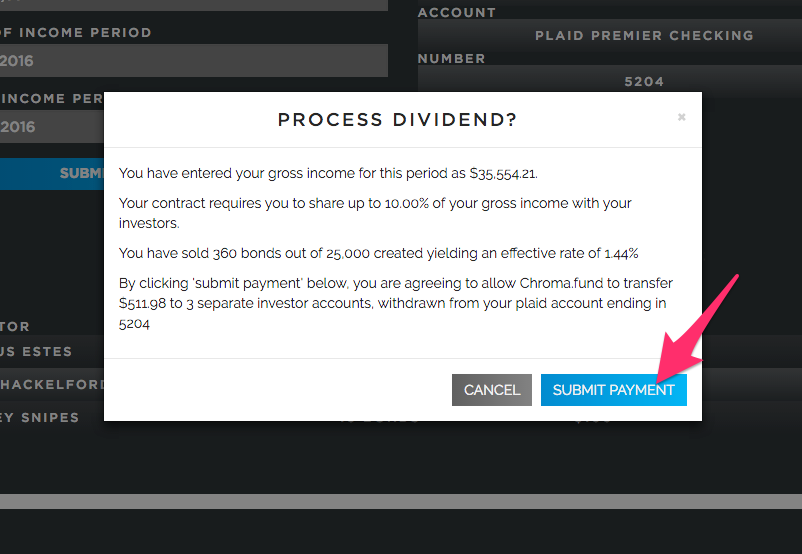 ACCOUNT
OF INCOME PERIOD
PLAID PREMIER CHECKING
2016
NUMBER
5204
INCOME PER
2016
SUBMI
PROCESS DIVIDEND?
×
You have entered your gross income for this period as $35,554.21.
Your contract requires you to share up to 10.00% of your gross income with your
investors.
You have sold 360 bonds out of 25,000 created yielding an effective rate of 1.44%
By clicking 'submit payment' below, you are agreeing to allow Chroma.fund to transfer
$511.98 to 3 separate investor accounts, withdrawn from your plaid account ending in
5204
TOR
US ESTES
HACKELFORD
EY SNIPES
CANCEL
SUBMIT PAYMENT